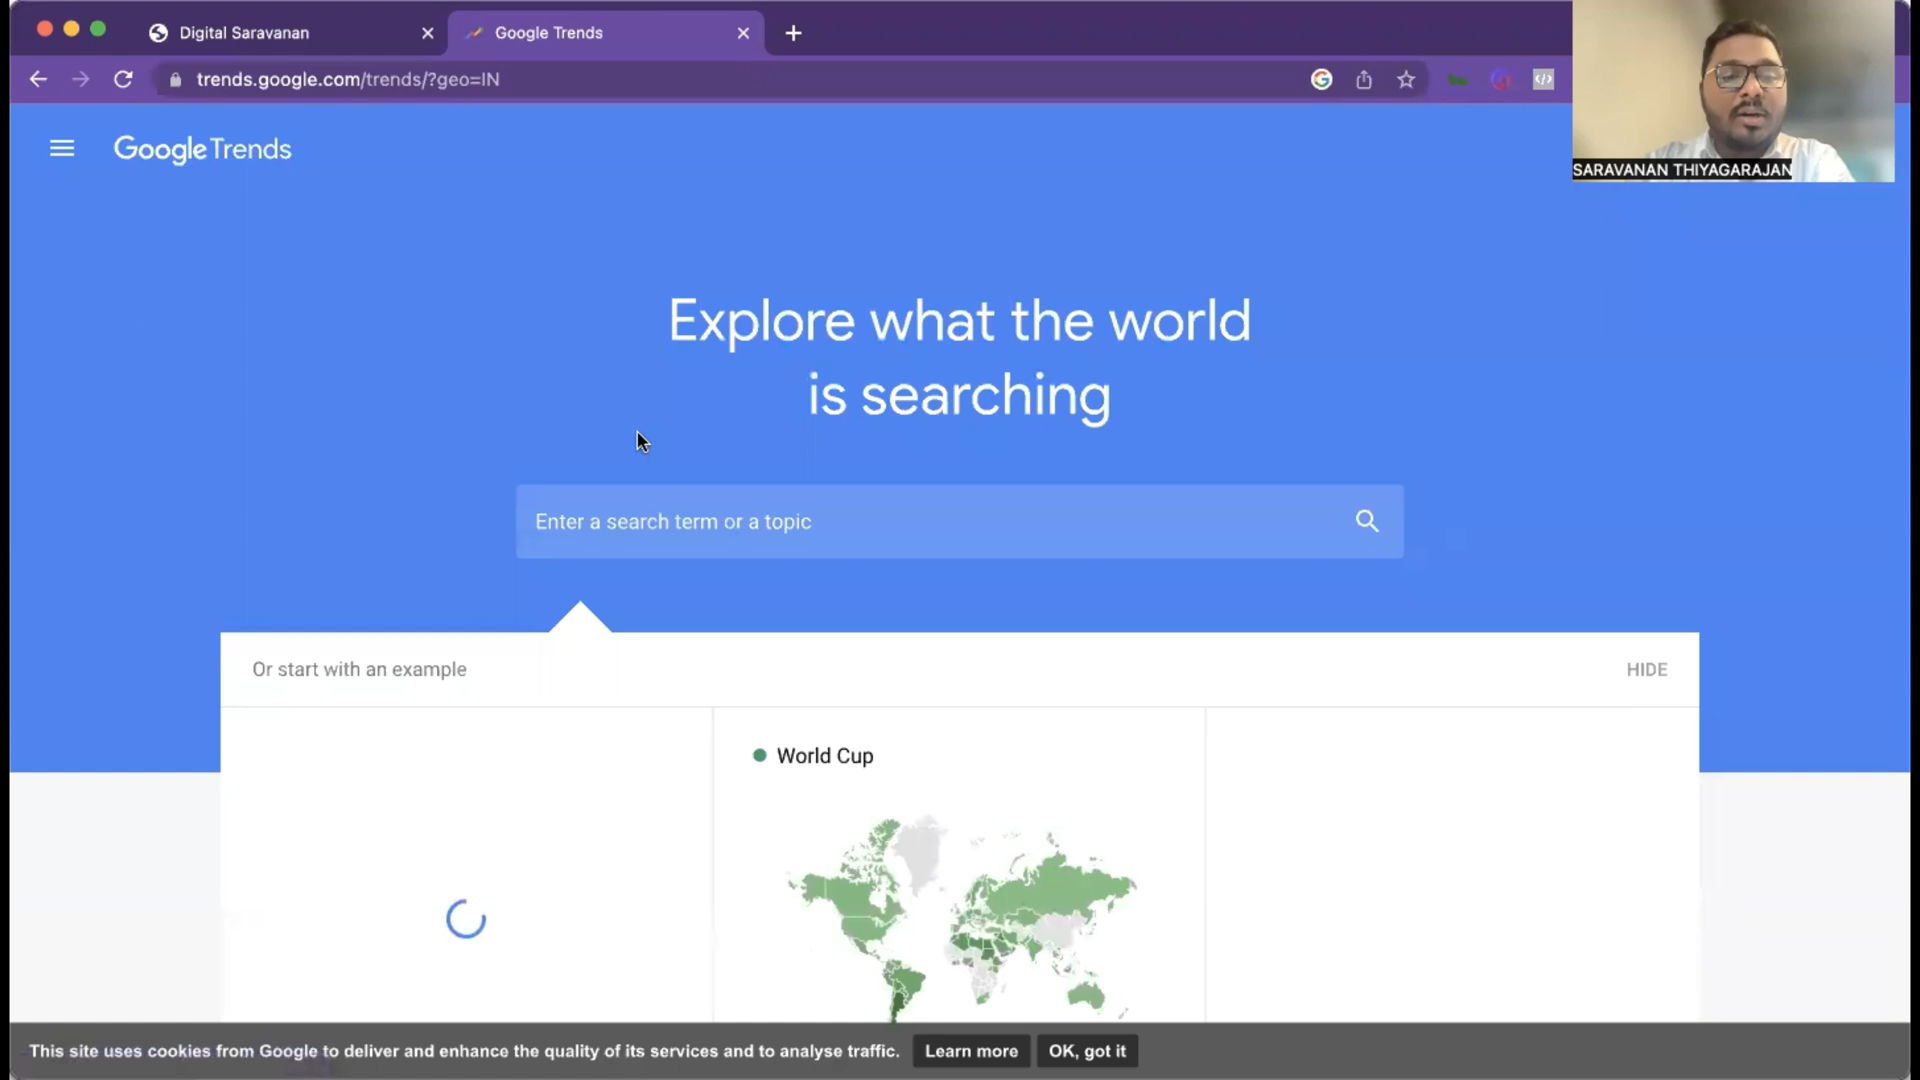 Digital Saravanan
Google Trends
trends.google.com/trends/?geo=IN
SARAVANAN THIYAGARAJAN
Google Trends
Explore what the world
is searching
Enter a search term or a topic
Or start with an example
HIDE
World Cup
This site uses cookies from Google to deliver and enhance the quality of its services and to analyse traffic.
Learn more
OK, got it